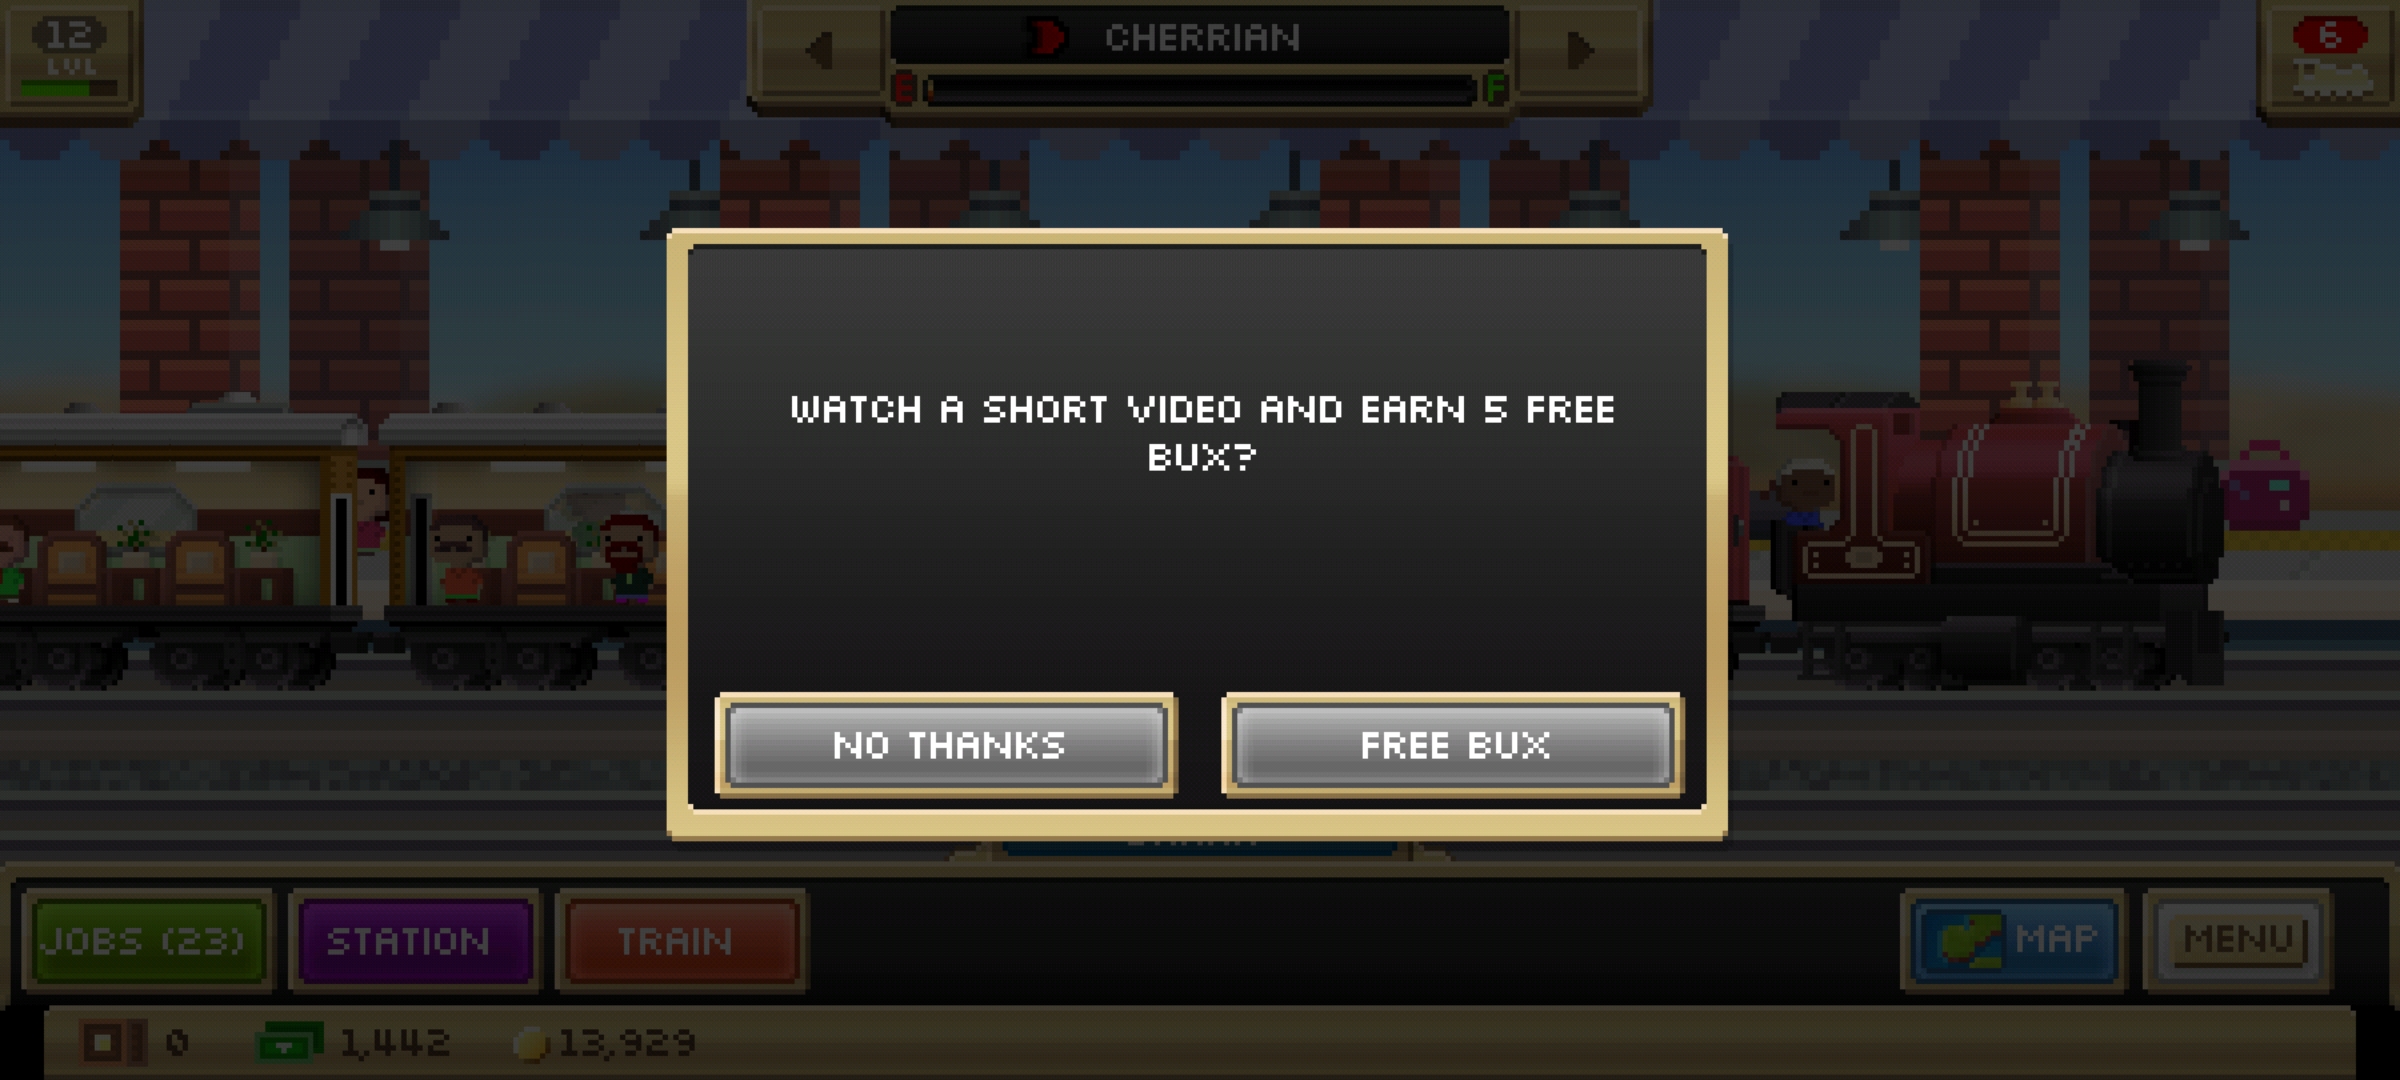 12
LVL
CHERRIAN
E
F
6
WATCH A SHORT VIDEO AND EARN 5 FREE
BUX?
NO THANKS
FREE BUX
JOBS (23)
STATION
TRAIN
MAP
MENU
0
1,442
13,929